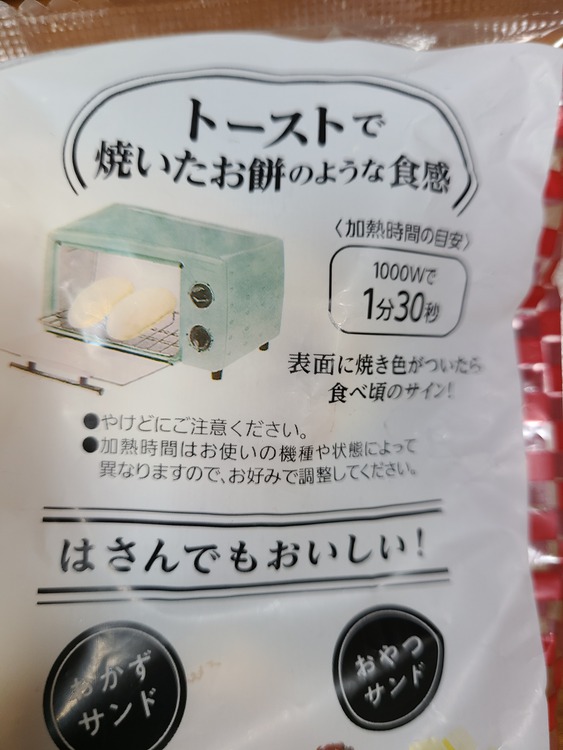 トーストで
焼いたお餅のような食感
〈加熱時間の目安〉
1000Wで
1分30秒
表面に焼き色がついたら
食べ頃のサイン!
●やけどにご注意ください。
●加熱時間はお使いの機種や状態によって
異なりますので、お好みで調整してください。
はさんでもおいしい!
おかず
サンド
おやつ
サンド